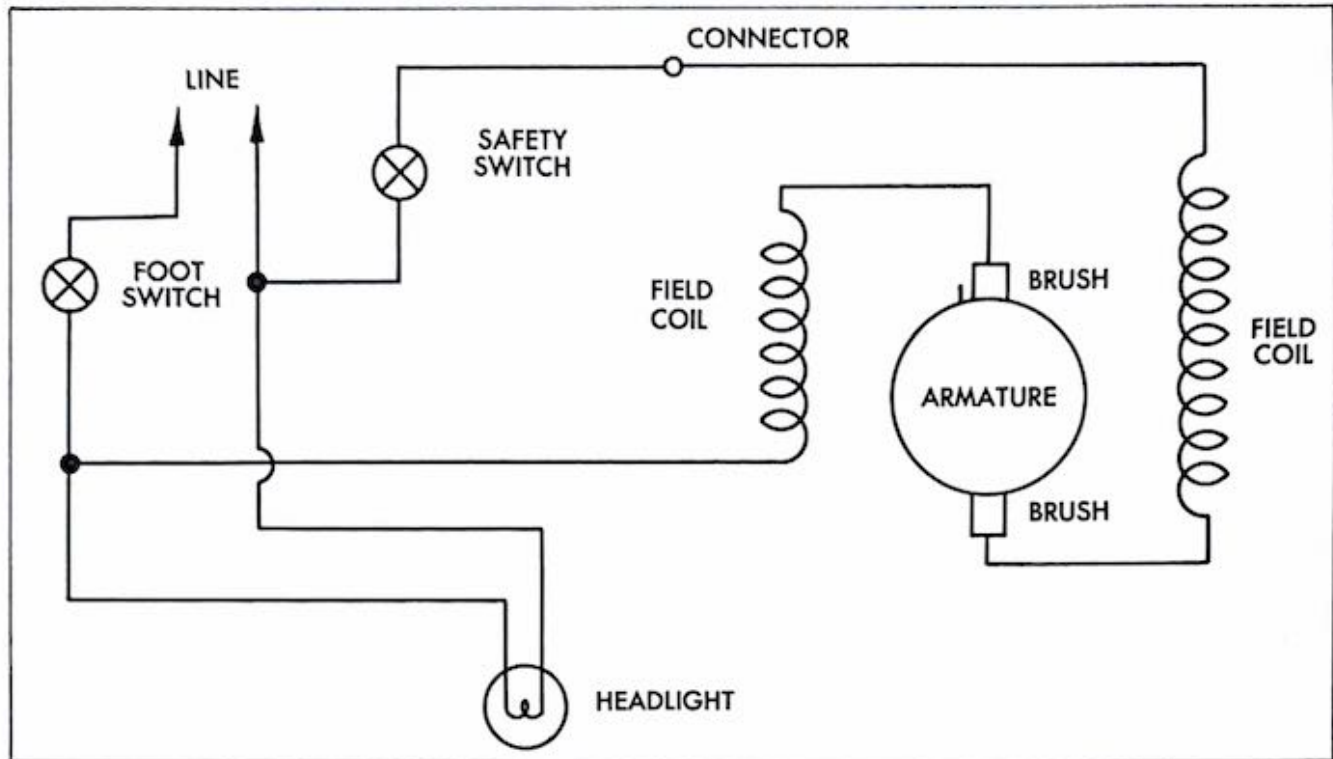 CONNECTOR
LINE
SAFETY
SWITCH
FOOT
SWITCH
FIELD
COIL
BRUSH
ARMATURE
FIELD
COIL
BRUSH
HEADLIGHT